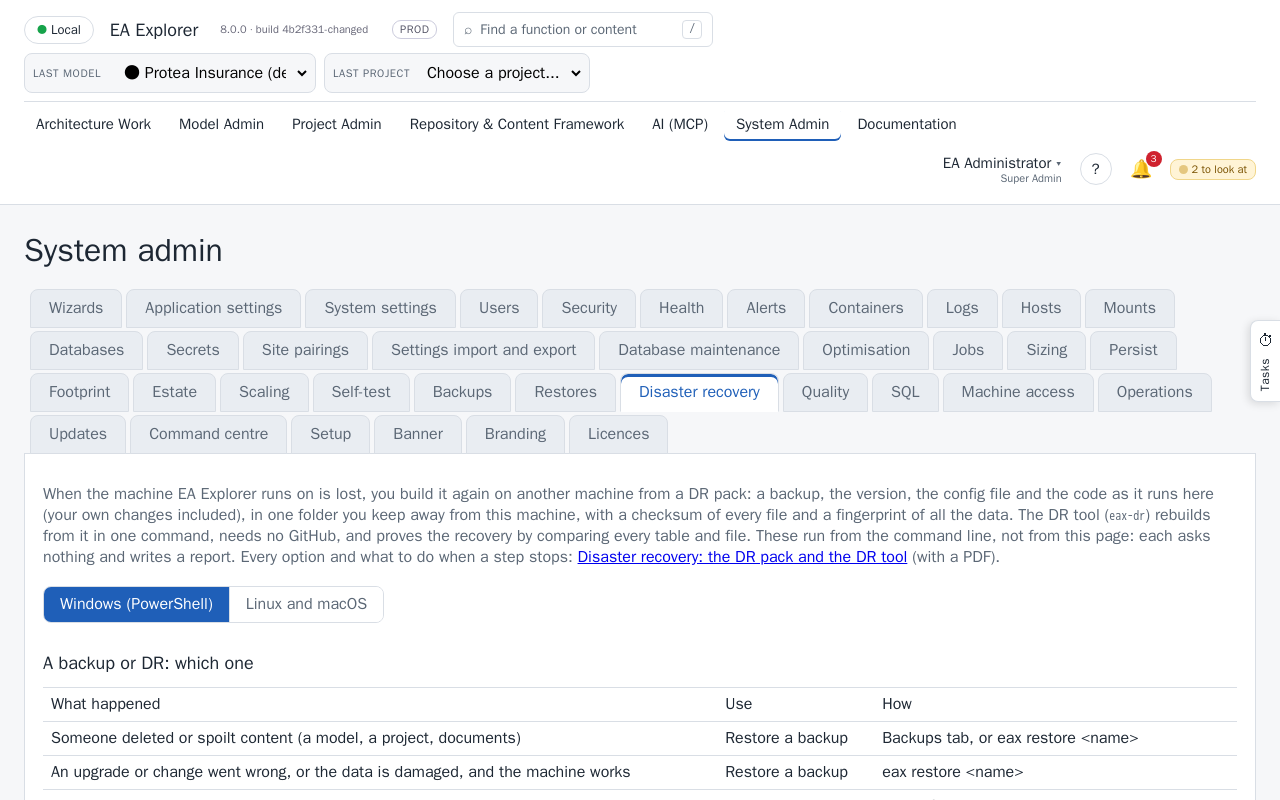 Local
EA Explorer
8.0.0 · build 4b2f331-changed
PROD
Find a function or content
/
LAST MODEL
Protea Insurance (de
LAST PROJECT
Choose a project...
Architecture Work
Model Admin
Project Admin
Repository & Content Framework
AI (MCP)
System Admin
Documentation
EA Administrator
Super Admin
?
3
2 to look at
System admin
Wizards
Application settings
System settings
Users
Security
Health
Alerts
Containers
Logs
Hosts
Mounts
Databases
Secrets
Site pairings
Settings import and export
Database maintenance
Optimisation
Jobs
Sizing
Persist
Footprint
Estate
Scaling
Self-test
Backups
Restores
Disaster recovery
Quality
SQL
Machine access
Operations
Updates
Command centre
Setup
Banner
Branding
Licences
Tasks
When the machine EA Explorer runs on is lost, you build it again on another machine from a DR pack: a backup, the version, the config file and the code as it runs here
(your own changes included), in one folder you keep away from this machine, with a checksum of every file and a fingerprint of all the data. The DR tool (eax-dr) rebuilds
from it in one command, needs no GitHub, and proves the recovery by comparing every table and file. These run from the command line, not from this page: each asks
nothing and writes a report. Every option and what to do when a step stops: Disaster recovery: the DR pack and the DR tool (with a PDF).
Windows (PowerShell)
Linux and macOS
A backup or DR: which one
What happened
Use
How
Someone deleted or spoilt content (a model, a project, documents)
Restore a backup
Backups tab, or eax restore <name>
An upgrade or change went wrong, or the data is damaged, and the machine works
Restore a backup
eax restore <name>